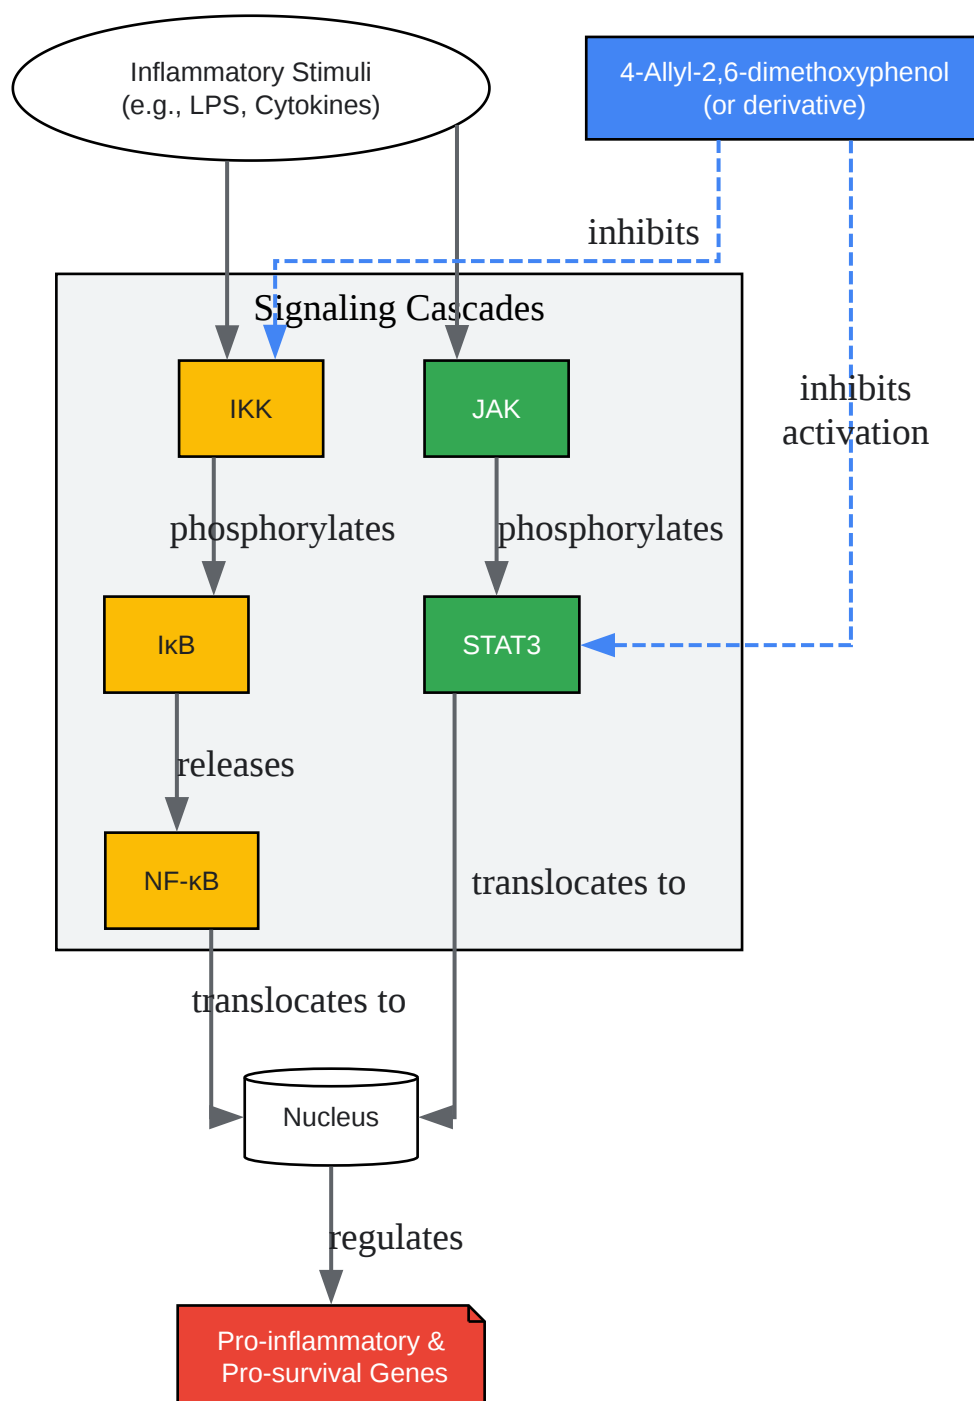 Inflammatory Stimuli
(e.g., LPS, Cytokines)
4-Allyl-2,6-dimethoxyphenol
(or derivative)
inhibits
Signaling Cascades
IKK
JAK
inhibits
activation
phosphorylates
phosphorylates
IκB
STAT3
releases
NF-κB
translocates to
translocates to
Nucleus
regulates
Pro-inflammatory &
Pro-survival Genes